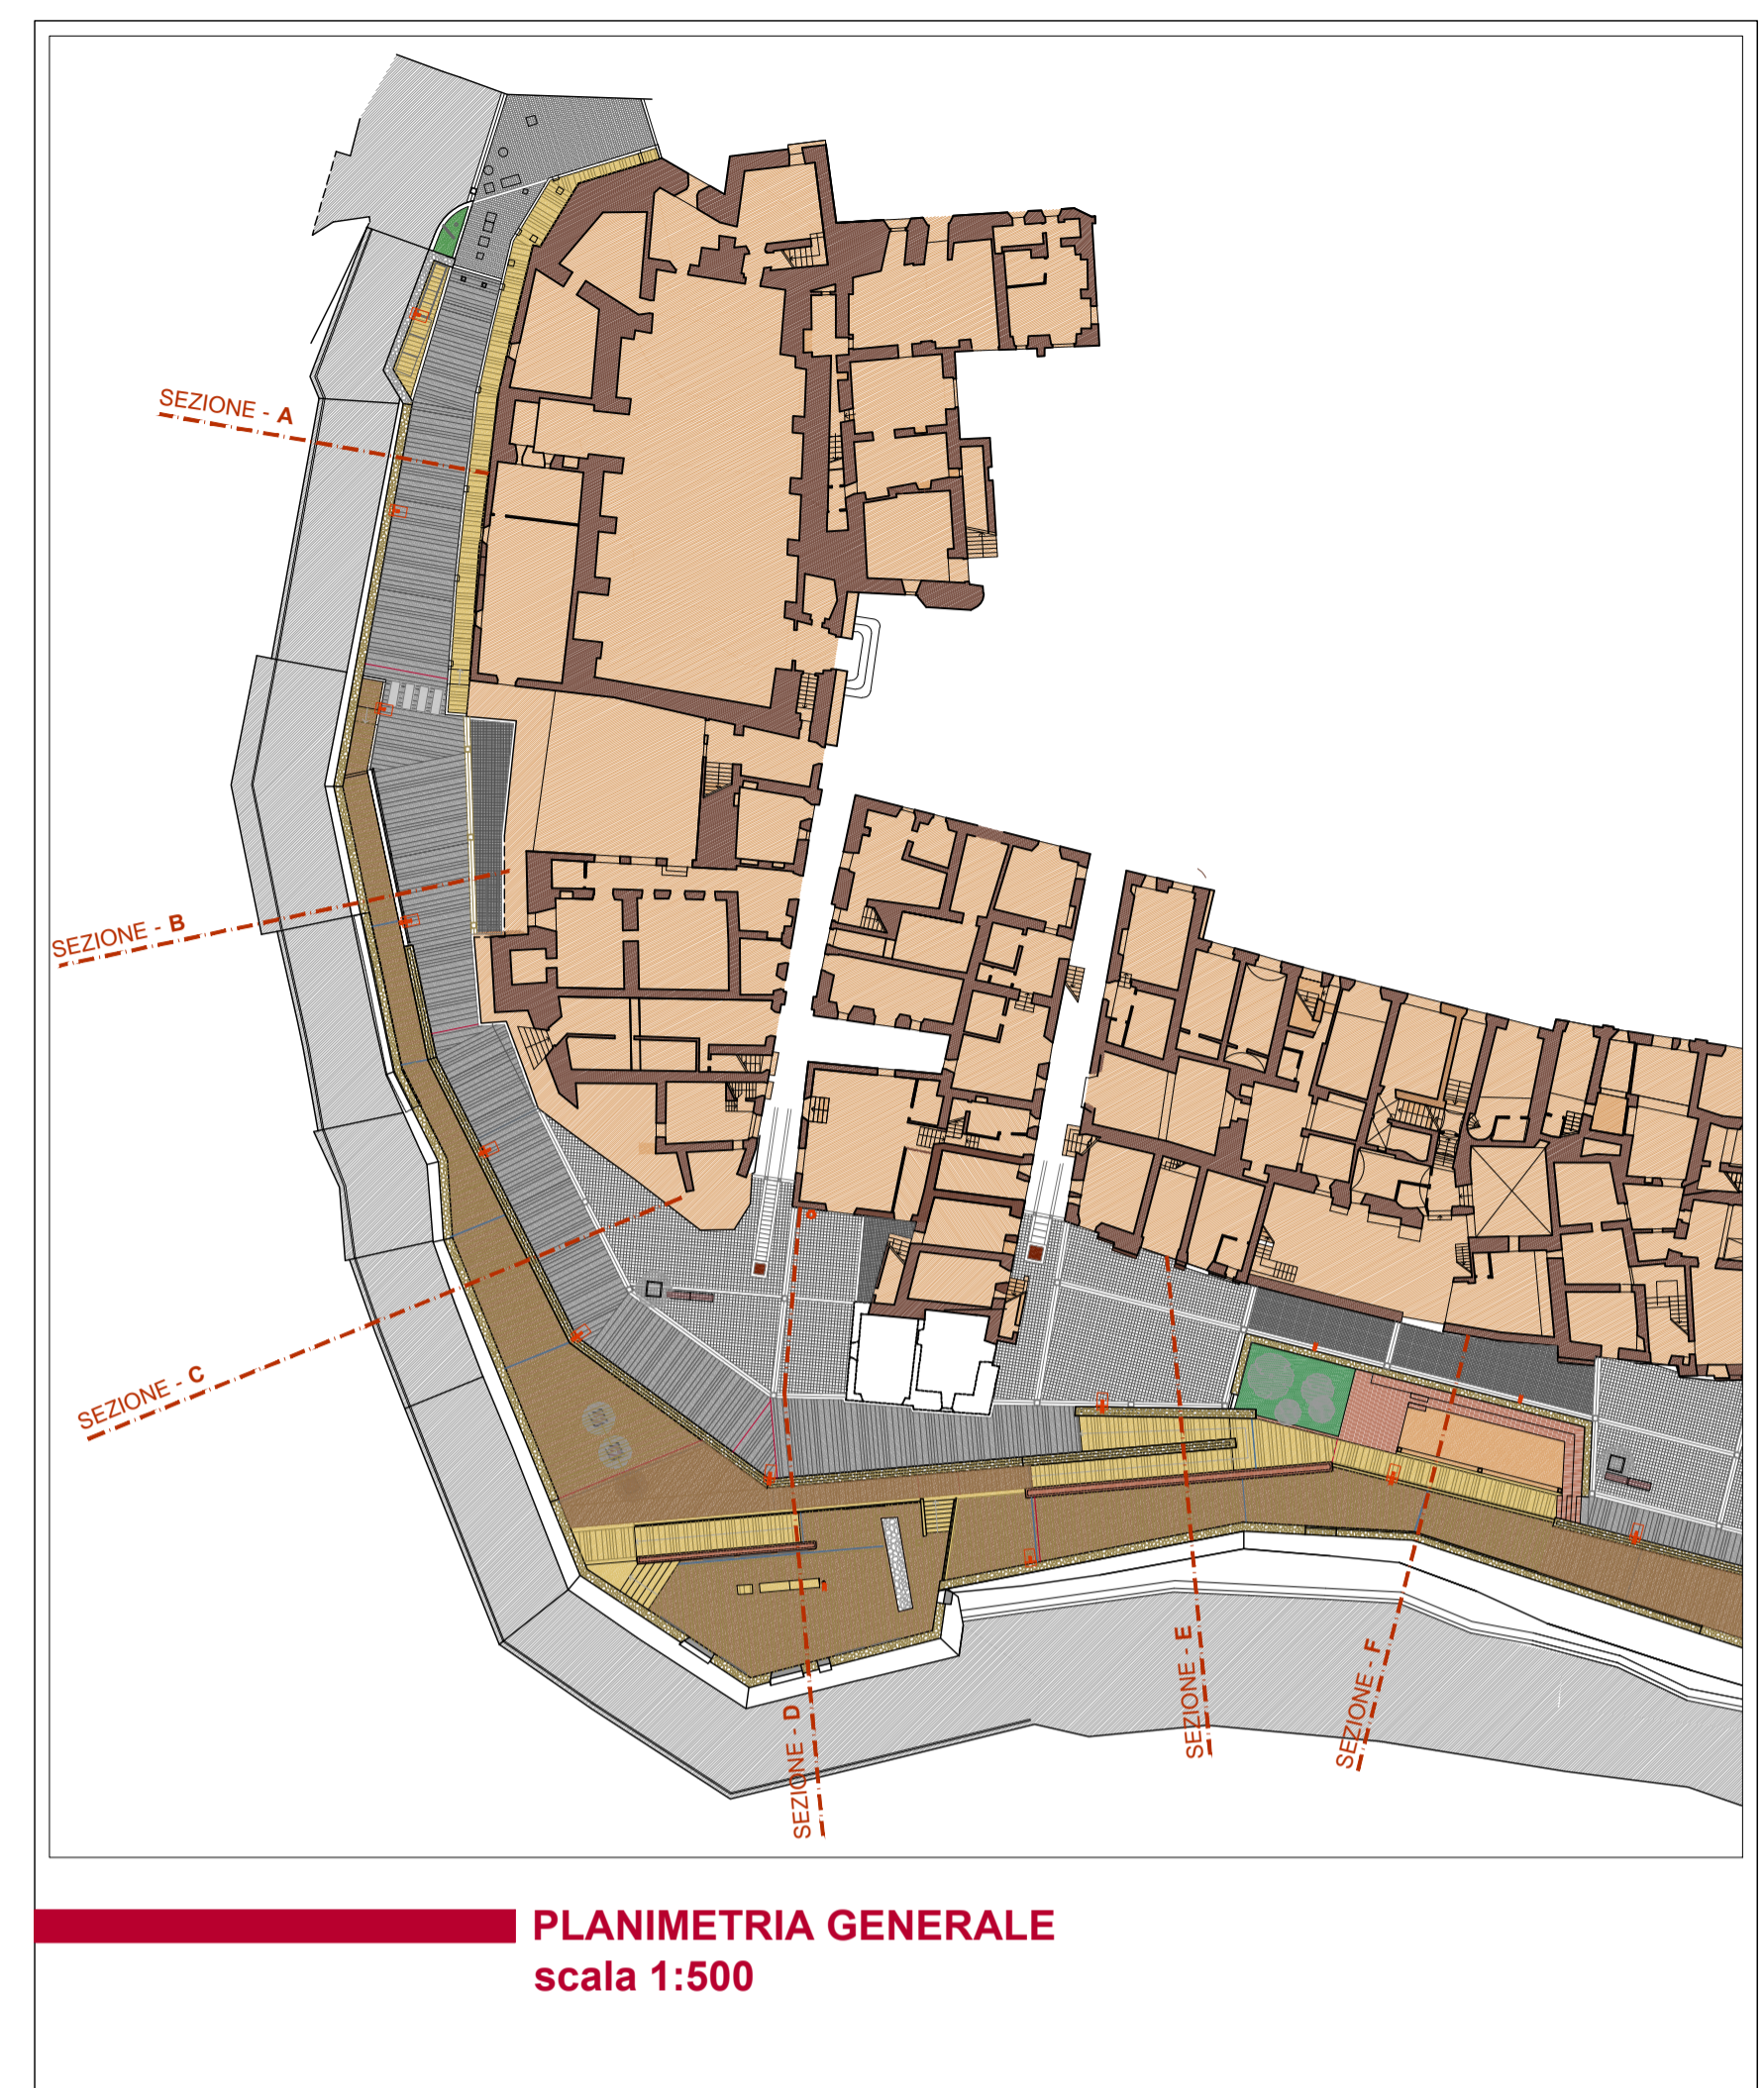 SEZIONE - A
SEZIONE - B
SEZIONE - C
SEZIONE - D
SEZIONE - E
SEZIONE - F
PLANIMETRIA GENERALE
scala 1:500